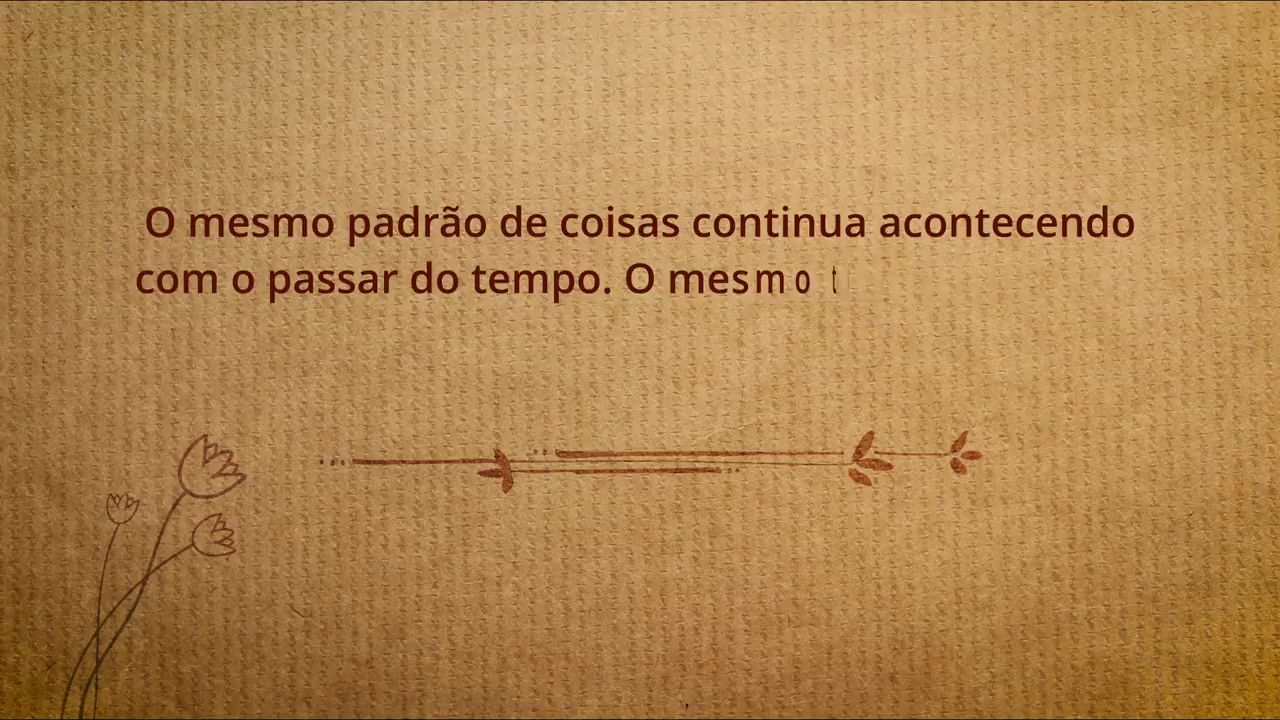 O mesmo padrão de coisas continua acontecendo
com o passar do tempo. O mesmo